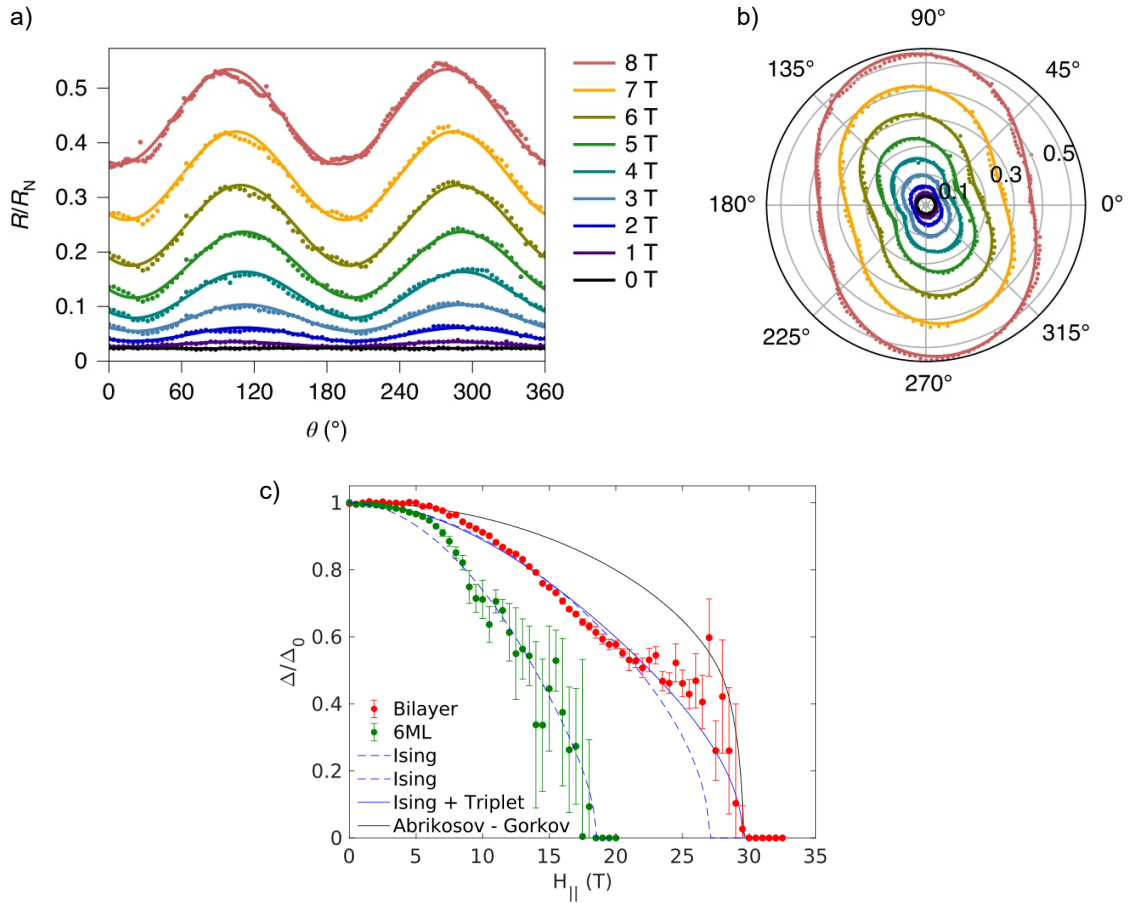 a)
R/R_N
0.5
0.4
0.3
0.2
0.1
0
0 60 120 180 240 300 360
θ (°)
8 T
7 T
6 T
5 T
4 T
3 T
2 T
1 T
0 T
b)
90°
135° 45°
180° 0°
225° 315°
270°
0.5
0.3
0.1
c)
Δ/Δ₀
1
0.8
0.6
0.4
0.2
0
Bilayer
6ML
Ising
Ising
Ising + Triplet
Abrikosov - Gorkov
0 5 10 15 20 25 30 35
H_|| (T)